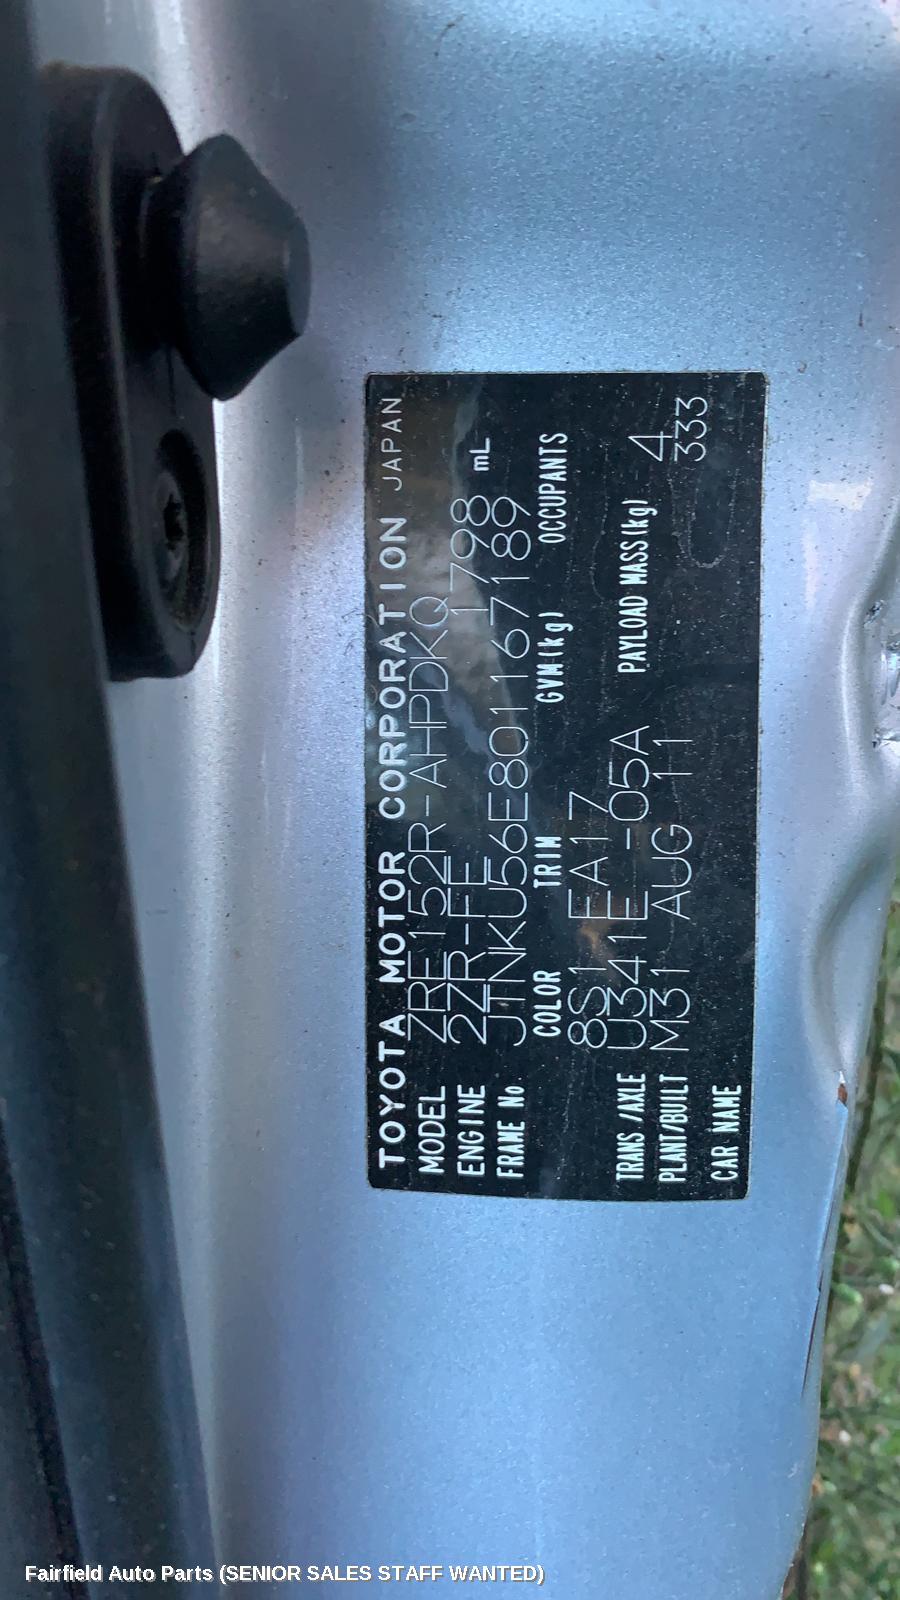 TOYOTA MOTOR CORPORATION JAPAN
MODEL ZRE152R-AHPDKQ
ENGINE 2ZR-FE 1798 mL
FRAME No JTNKU56E801167189
COLOR TRIM GVM(kg) OCCUPANTS
8S1 EA17 4
TRANS/AXLE U341E-05A PAYLOAD MASS(kg) 333
PLANT/BUILT M31 AUG 11
CAR NAME
Fairfield Auto Parts (SENIOR SALES STAFF WANTED)